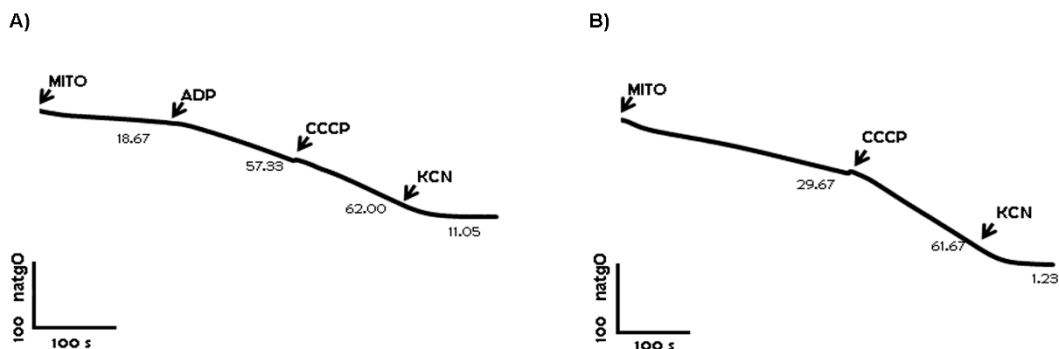 A)
MITO
ADP
CCCP
KCN
18.67
57.33
62.00
11.05
100 natgO
100 s
B)
MITO
CCCP
KCN
29.67
61.67
1.23
100 natgO
100 s